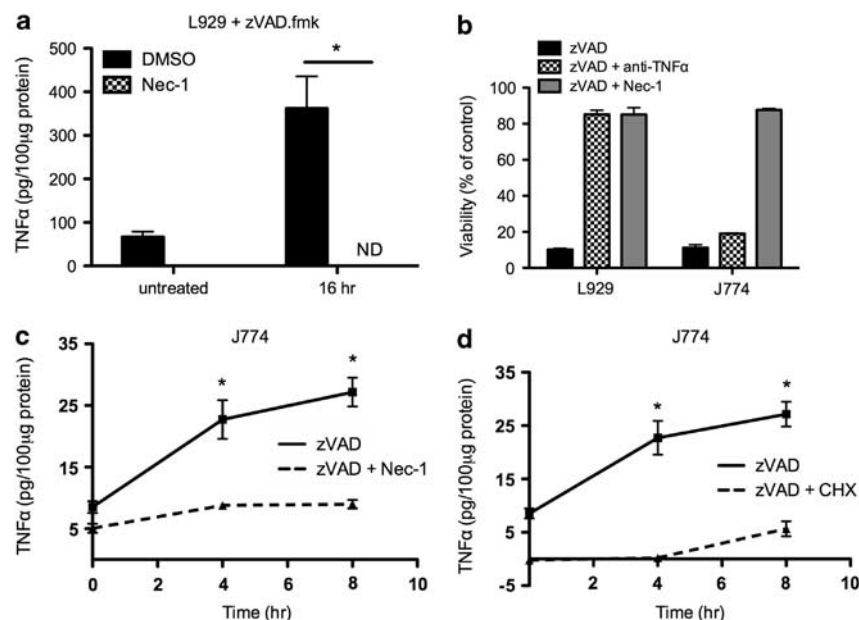 a
L929 + zVAD.fmk
TNFα (pg/100µg protein)
500
400
300
200
100
0
DMSO
Nec-1
*
ND
untreated
16 hr
b
zVAD
zVAD + anti-TNFα
zVAD + Nec-1
Viability (% of control)
100
80
60
40
20
0
L929
J774
c
J774
TNFα (pg/100µg protein)
35
25
15
5
*
*
zVAD
zVAD + Nec-1
0
2
4
6
8
10
Time (hr)
d
J774
TNFα (pg/100µg protein)
35
25
15
5
-5
*
*
zVAD
zVAD + CHX
2
4
6
8
10
Time (hr)